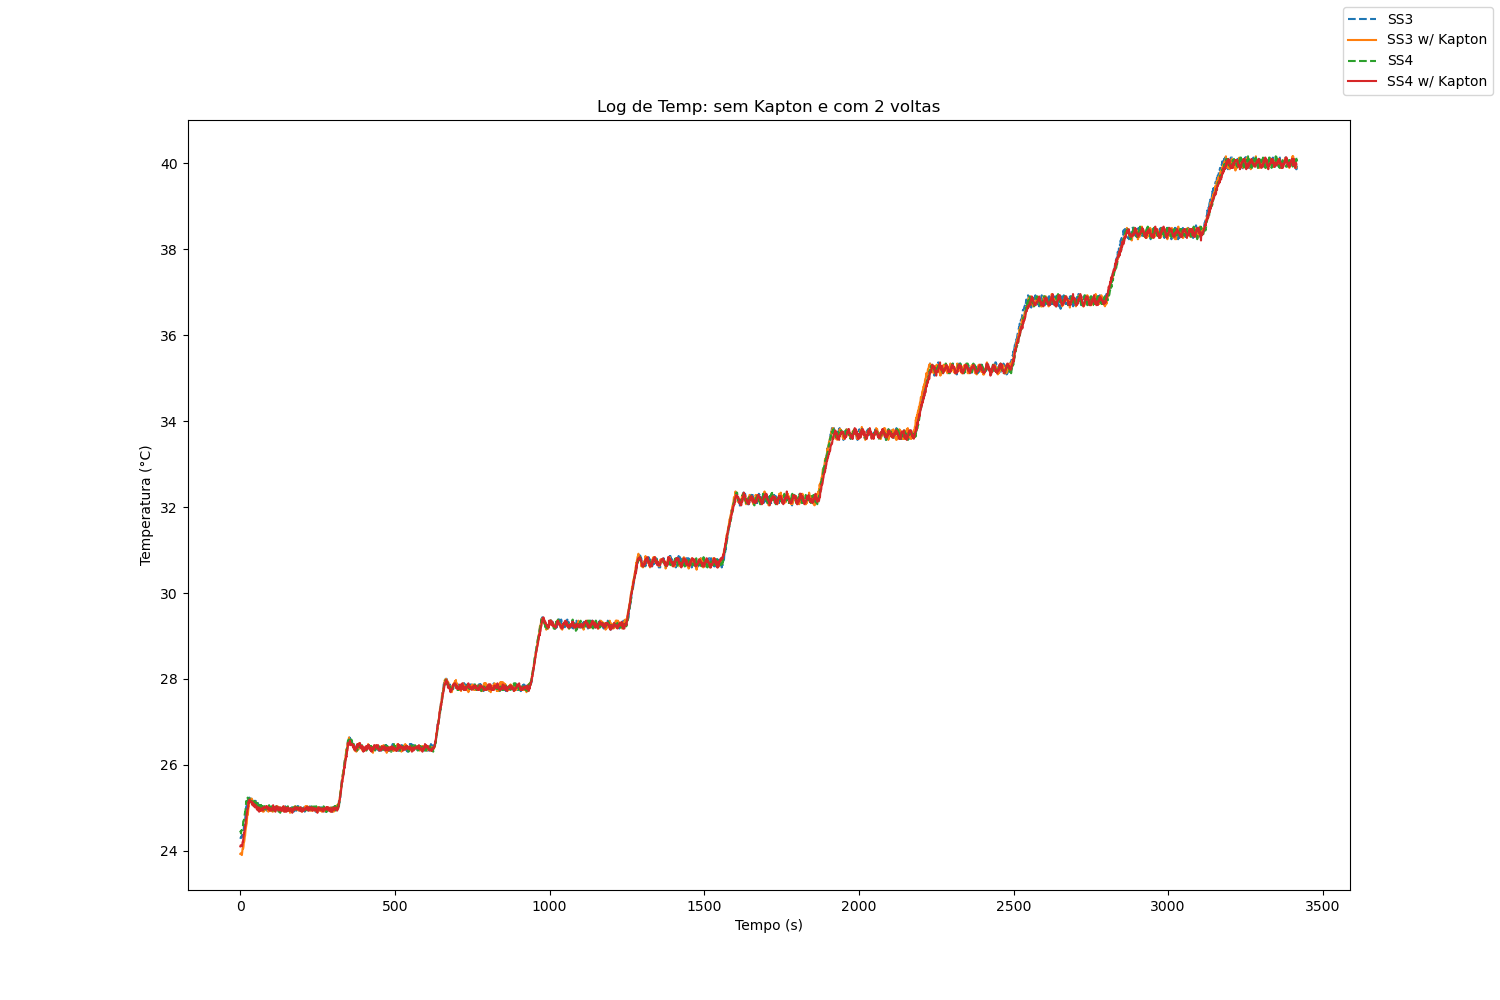 SS3
SS3 w/ Kapton
SS4
SS4 w/ Kapton
Log de Temp: sem Kapton e com 2 voltas
40
38
36
34
32
30
28
26
24
Temperatura (°C)
0 500 1000 1500 2000 2500 3000 3500
Tempo (s)